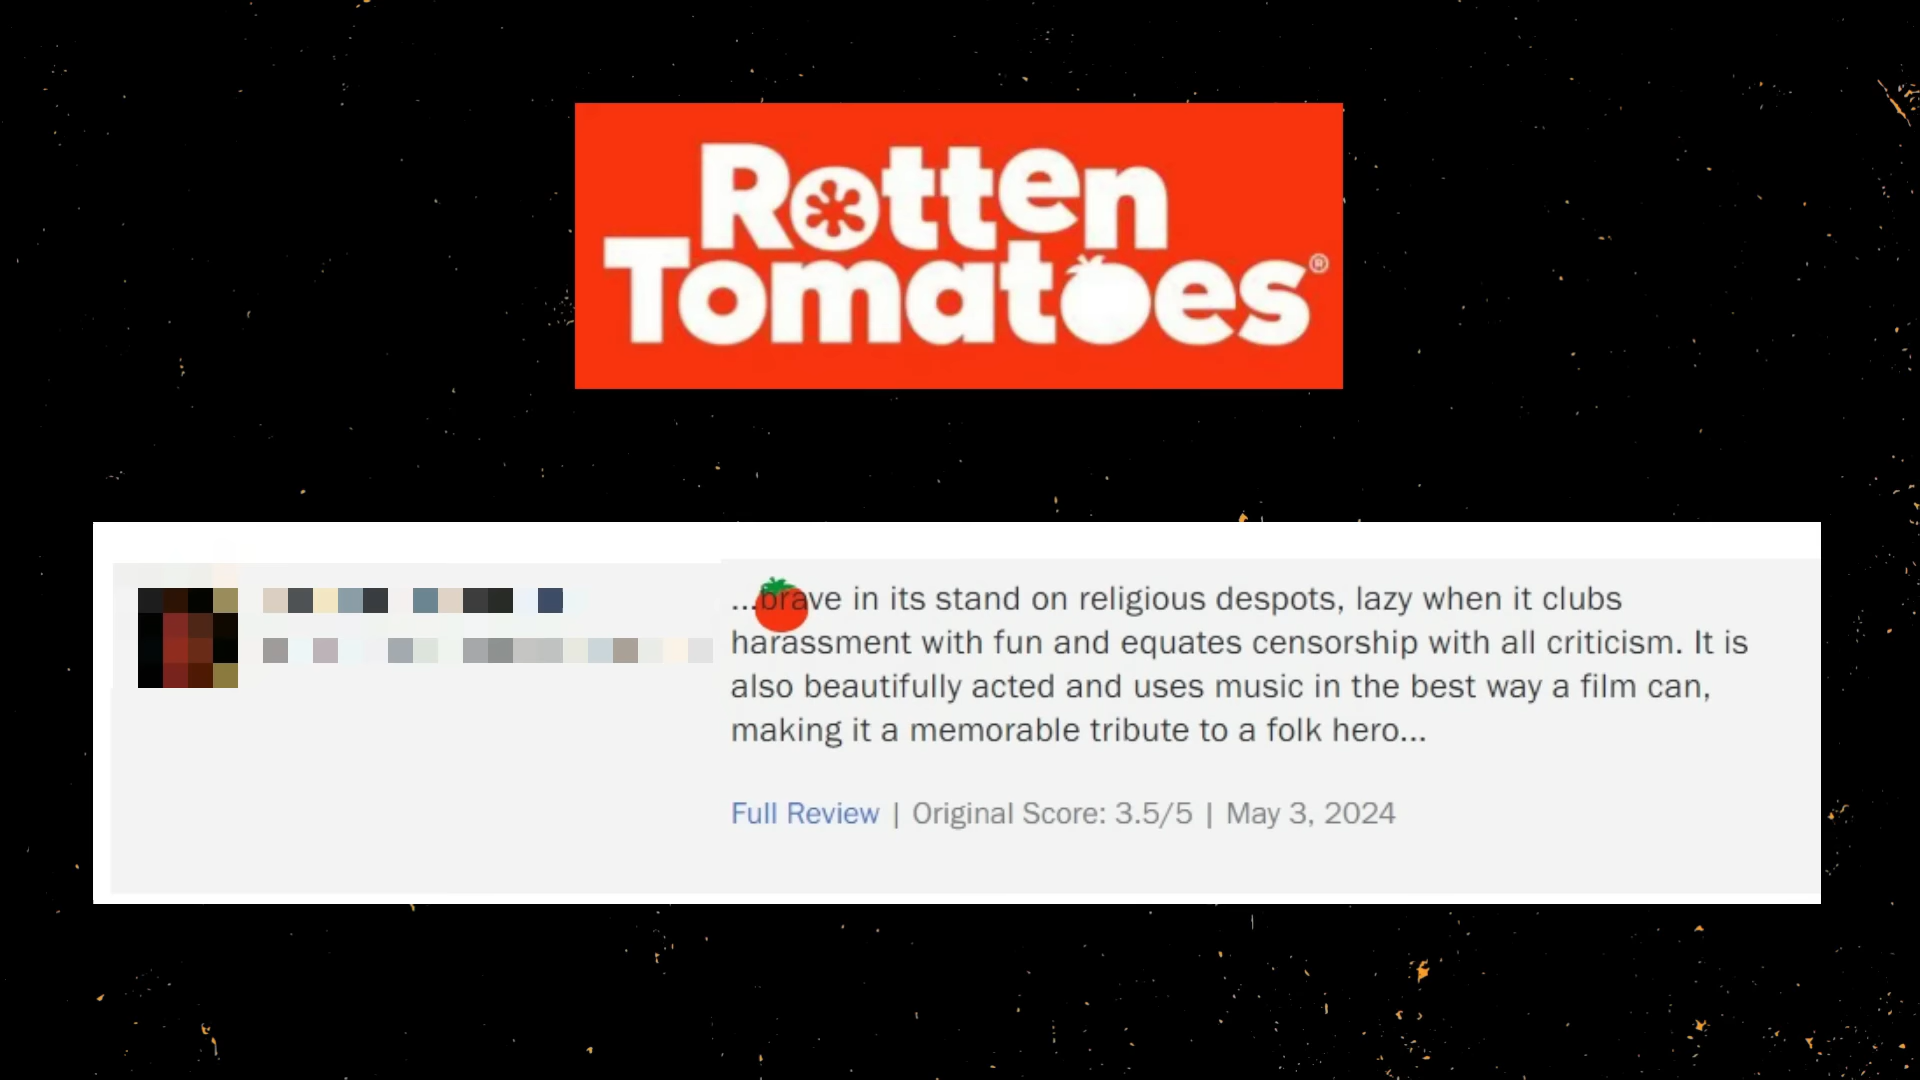 Rotten
Tomatoes®
...brave in its stand on religious despots, lazy when it clubs
harassment with fun and equates censorship with all criticism. It is
also beautifully acted and uses music in the best way a film can,
making it a memorable tribute to a folk hero...
Full Review | Original Score: 3.5/5 | May 3, 2024